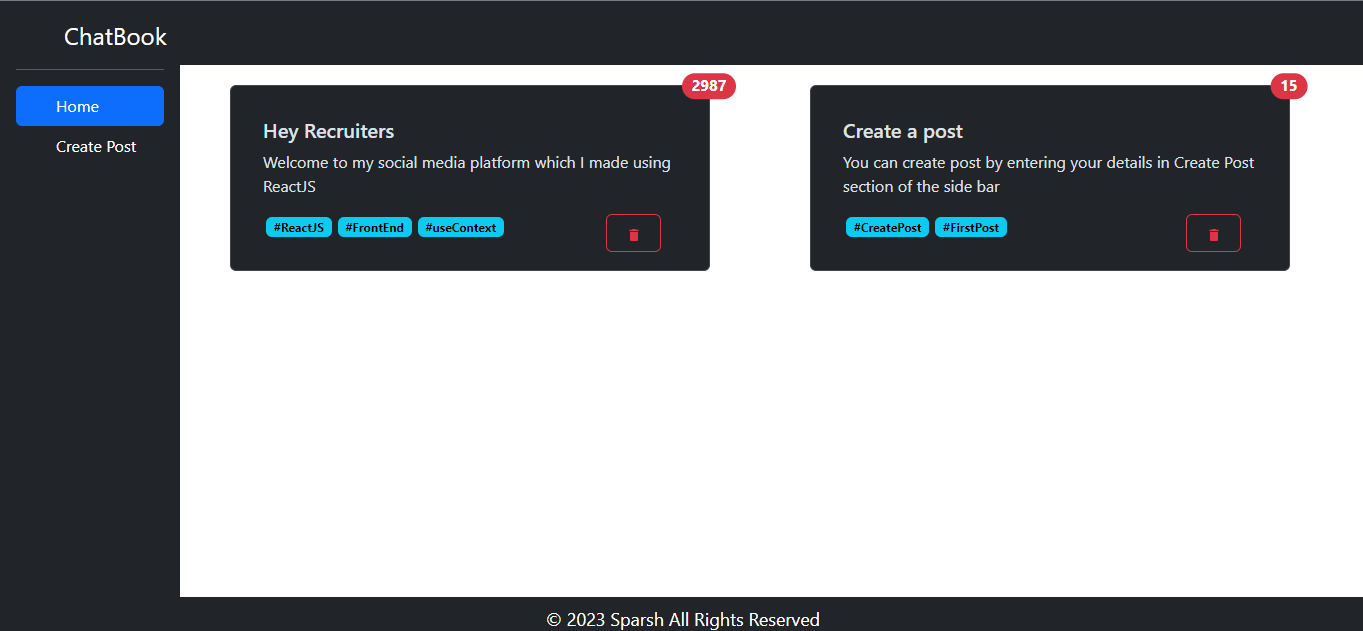 ChatBook
Home
Create Post
2987
Hey Recruiters
Welcome to my social media platform which I made using
ReactJS
#ReactJS #FrontEnd #useContext
15
Create a post
You can create post by entering your details in Create Post
section of the side bar
#CreatePost #FirstPost
© 2023 Sparsh All Rights Reserved